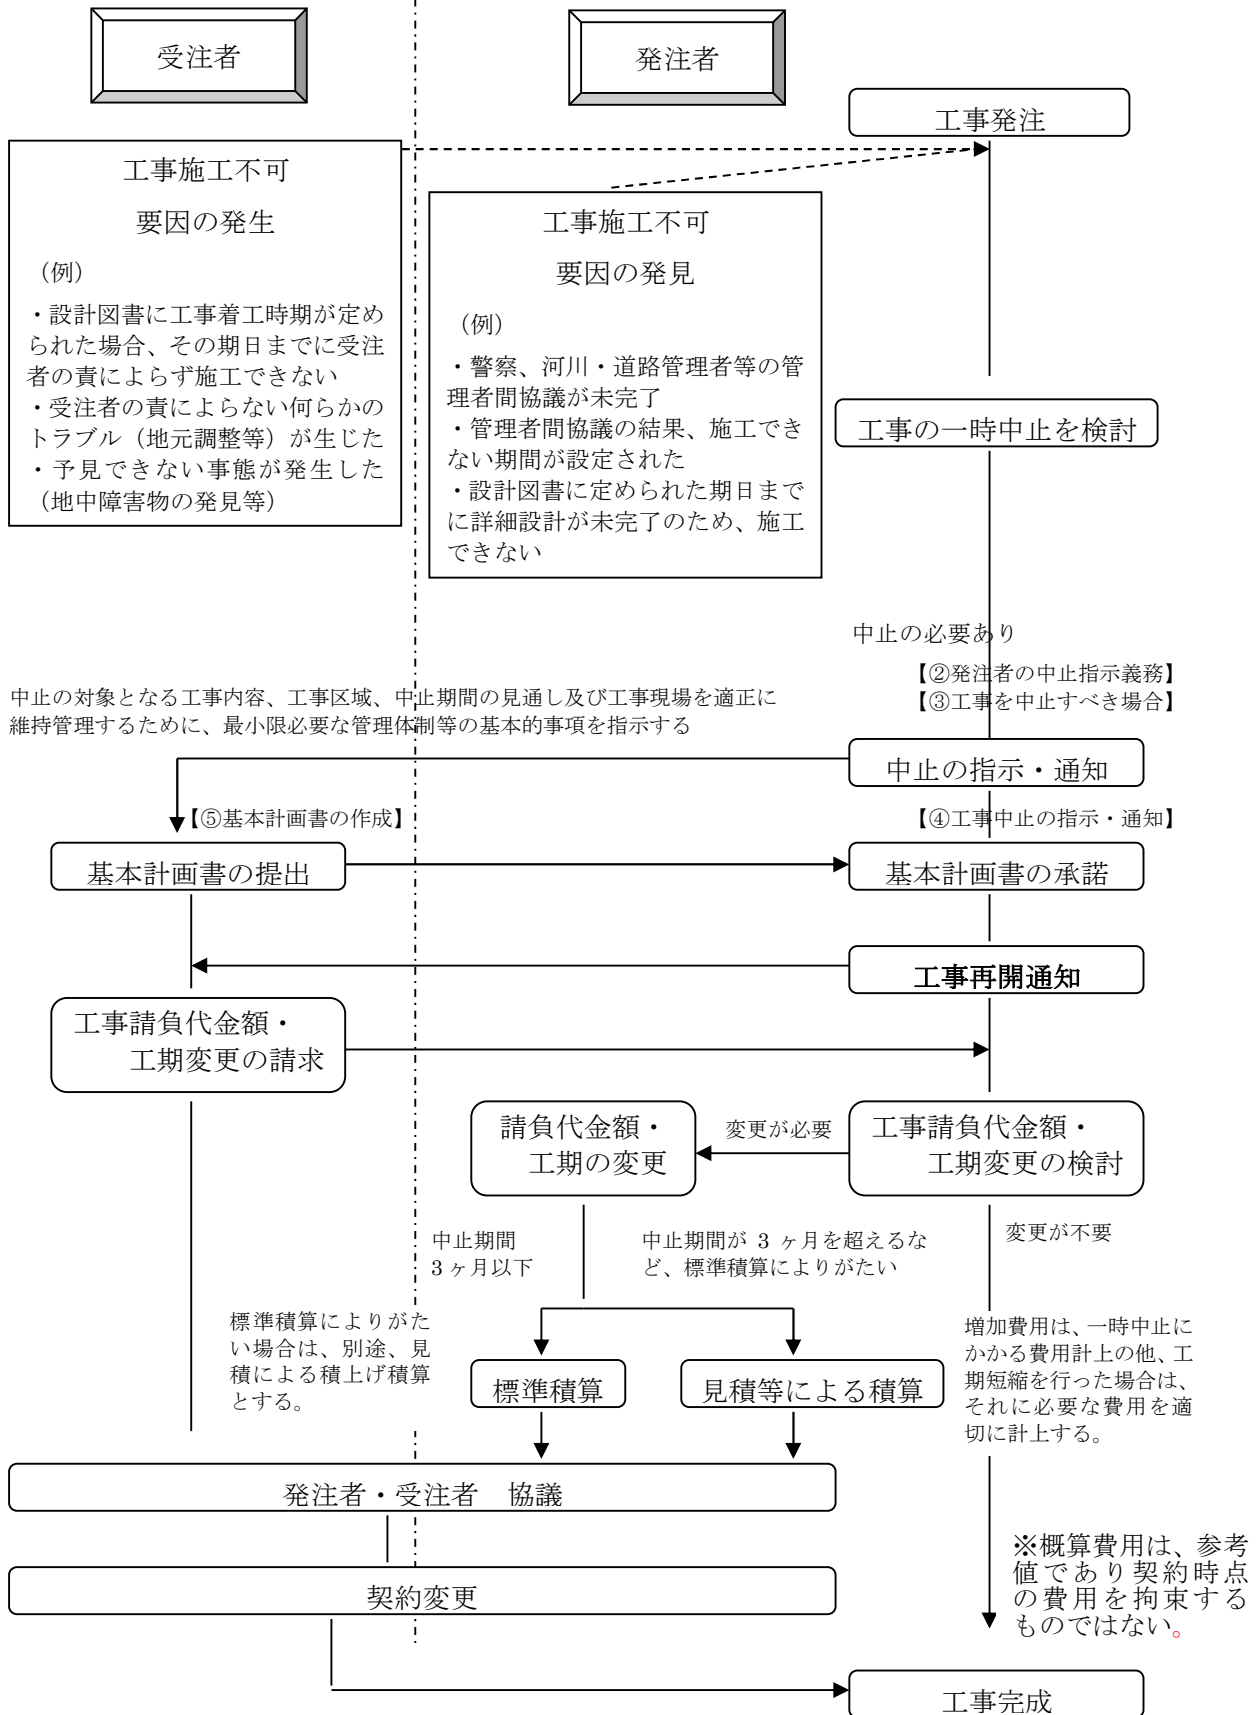 受注者
発注者
工事発注
工事施工不可
要因の発生
（例）
・設計図書に工事着工時期が定め
られた場合、その期日までに受注
者の責によらず施工できない
・受注者の責によらない何らかの
トラブル（地元調整等）が生じた
・予見できない事態が発生した
（地中障害物の発見等）
工事施工不可
要因の発見
（例）
・警察、河川・道路管理者等の管
理者間協議が未完了
・管理者間協議の結果、施工でき
ない期間が設定された
・設計図書に定められた期日まで
に詳細設計が未完了のため、施工
できない
工事の一時中止を検討
中止の必要あり
【②発注者の中止指示義務】
【③工事を中止すべき場合】
中止の対象となる工事内容、工事区域、中止期間の見通し及び工事現場を適正に
維持管理するために、最小限必要な管理体制等の基本的事項を指示する
中止の指示・通知
【⑤基本計画書の作成】
【④工事中止の指示・通知】
基本計画書の提出
基本計画書の承諾
工事再開通知
工事請負代金額・
工期変更の請求
請負代金額・
工期の変更
変更が必要
工事請負代金額・
工期変更の検討
中止期間
3ヶ月以下
中止期間が 3 ヶ月を超えるな
ど、標準積算によりがたい
変更が不要
標準積算によりがた
い場合は、別途、見
積による積上げ積算
とする。
標準積算
見積等による積算
増加費用は、一時中止に
かかる費用計上の他、工
期短縮を行った場合は、
それに必要な費用を適
切に計上する。
発注者・受注者　協議
契約変更
※概算費用は、参考
値であり契約時点
の費用を拘束する
ものではない。
工事完成